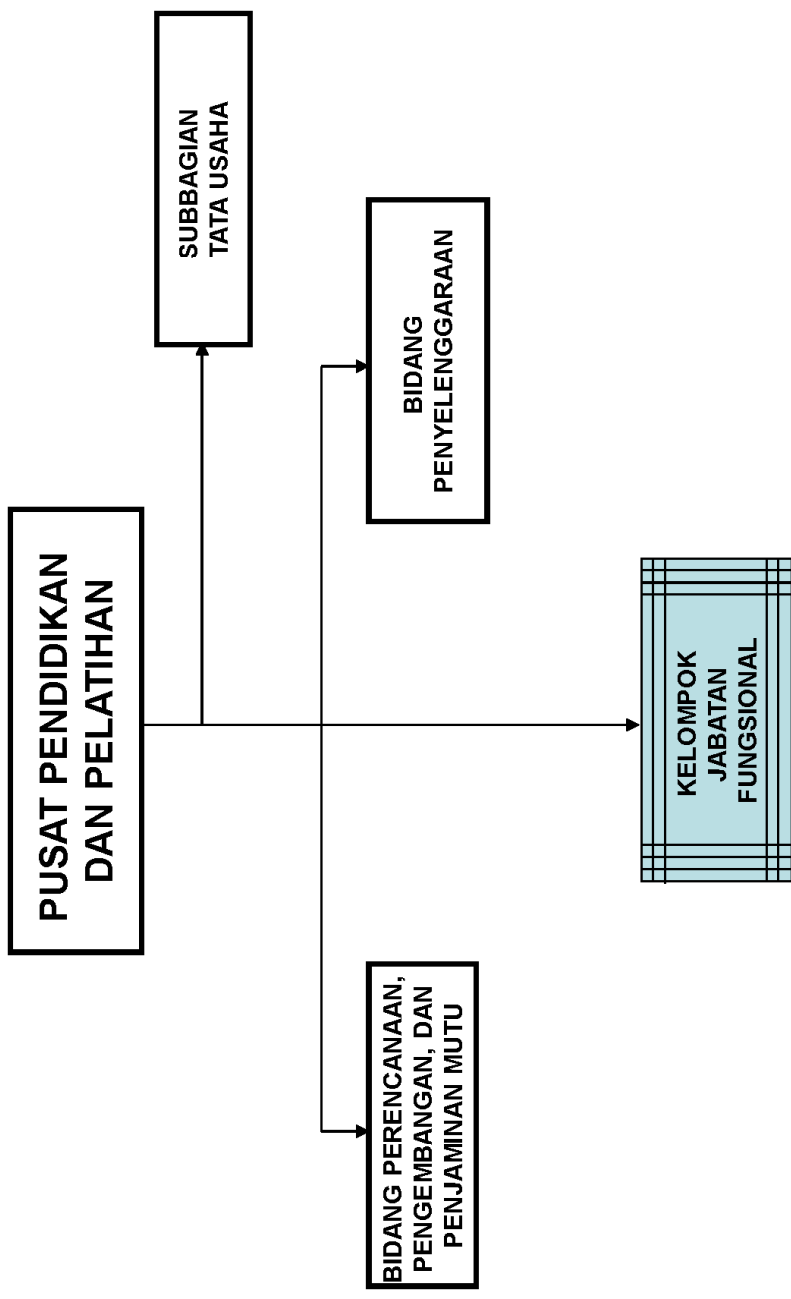 PUSAT PENDIDIKAN
DAN PELATIHAN
SUBBAGIAN
TATA USAHA
BIDANG PERENCANAAN,
PENGEMBANGAN, DAN
PENJAMINAN MUTU
BIDANG
PENYELENGGARAAN
KELOMPOK
JABATAN
FUNGSIONAL